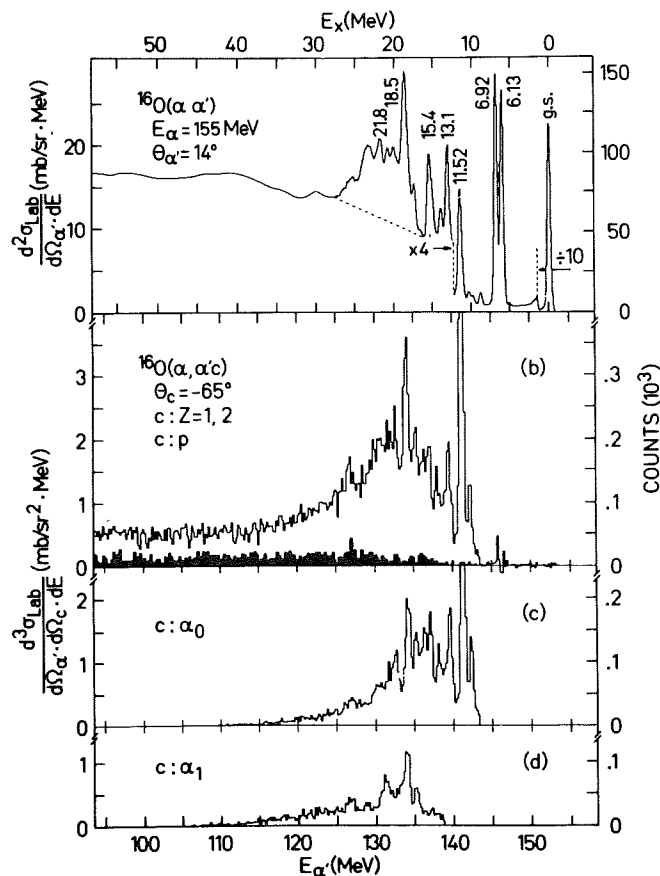 Eₓ(MeV)
50 40 30 20 10 0
¹⁶O(α α')
E_α = 155 MeV
θ_α' = 14°
21.8
18.5
15.4
13.1
11.52
6.92
6.13
g.s.
x4
÷10
20
10
0
150
100
50
0
d²σ_Lab / dΩ_α'·dE (mb/sr·MeV)
¹⁶O(α,α'c)
θ_c = -65°
c: Z=1, 2
c: p
(b)
3
2
1
0
.3
.2
.1
0
COUNTS (10³)
d³σ_Lab / dΩ_α'·dΩ_c·dE (mb/sr²·MeV)
c: α₀
(c)
2
1
0
.2
.1
0
c: α₁
(d)
1
0
.1
0
100 110 120 130 140 150
E_α'(MeV)